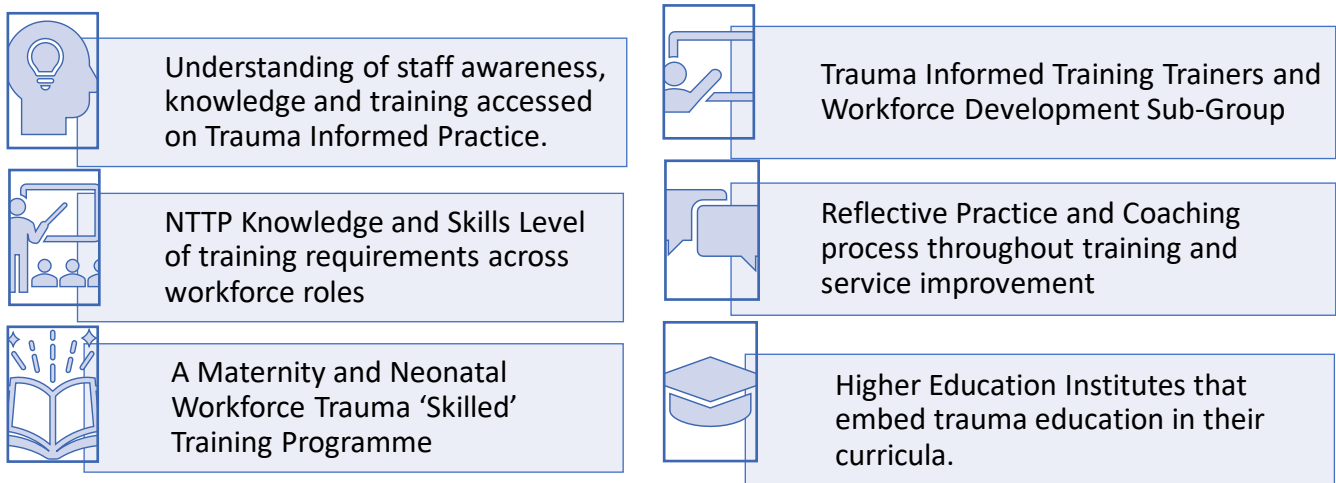 Understanding of staff awareness,
knowledge and training accessed
on Trauma Informed Practice.
NTTP Knowledge and Skills Level
of training requirements across
workforce roles
A Maternity and Neonatal
Workforce Trauma ‘Skilled’
Training Programme
Trauma Informed Training Trainers and
Workforce Development Sub-Group
Reflective Practice and Coaching
process throughout training and
service improvement
Higher Education Institutes that
embed trauma education in their
curricula.